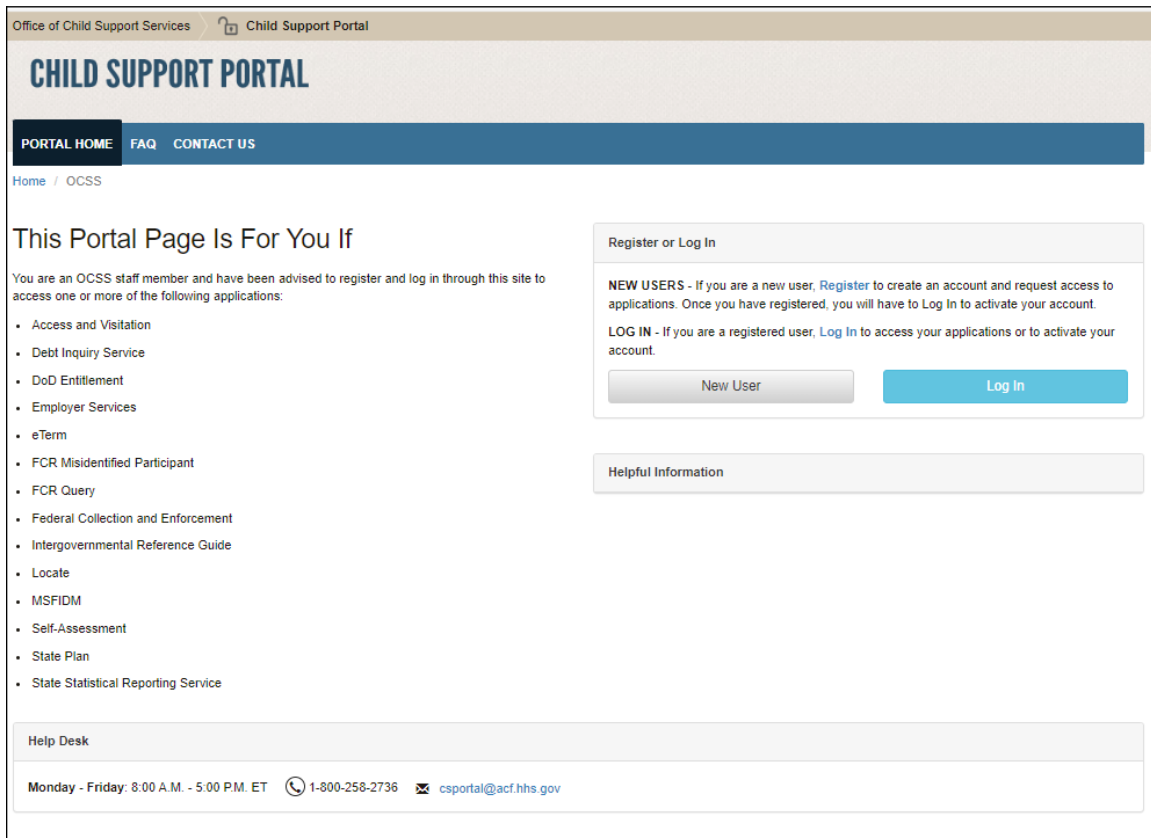 Office of Child Support Services
Child Support Portal
CHILD SUPPORT PORTAL
PORTAL HOME FAQ CONTACT US
Home / OCSS
This Portal Page Is For You If
You are an OCSS staff member and have been advised to register and log in through this site to
access one or more of the following applications:
• Access and Visitation
• Debt Inquiry Service
• DoD Entitlement
• Employer Services
• eTerm
• FCR Misidentified Participant
• FCR Query
• Federal Collection and Enforcement
• Intergovernmental Reference Guide
• Locate
• MSFIDM
• Self-Assessment
• State Plan
• State Statistical Reporting Service
Register or Log In
NEW USERS - If you are a new user, Register to create an account and request access to
applications. Once you have registered, you will have to Log In to activate your account.
LOG IN - If you are a registered user, Log In to access your applications or to activate your
account.
New User
Log In
Helpful Information
Help Desk
Monday - Friday: 8:00 A.M. - 5:00 P.M. ET 1-800-258-2736 csportal@acf.hhs.gov